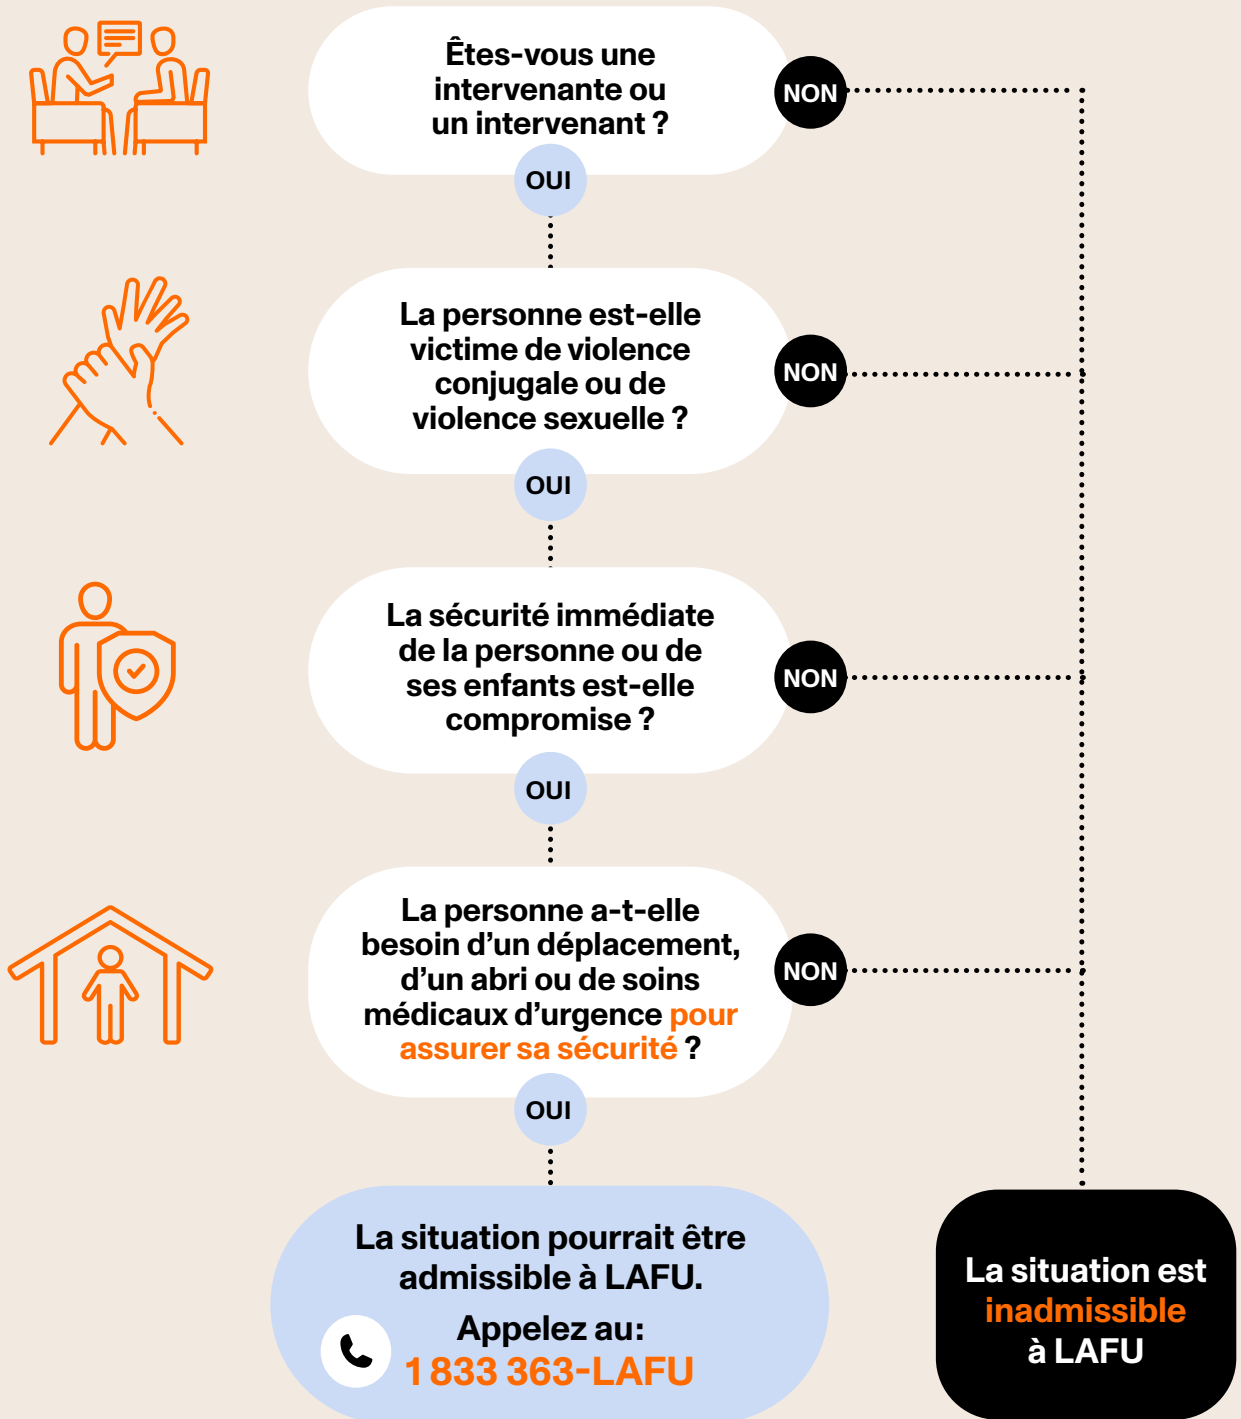 Êtes-vous une
intervenante ou
un intervenant ?
NON
OUI
La personne est-elle
victime de violence
conjugale ou de
violence sexuelle ?
NON
OUI
La sécurité immédiate
de la personne ou de
ses enfants est-elle
compromise ?
NON
OUI
La personne a-t-elle
besoin d’un déplacement,
d’un abri ou de soins
médicaux d’urgence pour
assurer sa sécurité ?
NON
OUI
La situation pourrait être
admissible à LAFU.
Appelez au:
1 833 363-LAFU
La situation est
inadmissible
à LAFU